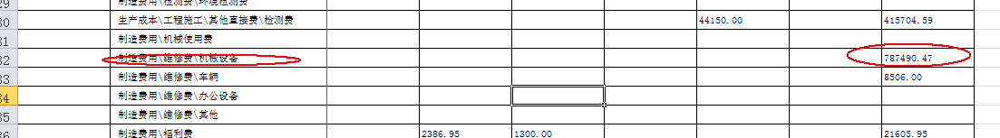 29 制造费用\检测费\环境检测费
30 生产成本\工程施工\其他直接费\检测费 44150.00 415704.59
31 制造费用\机械使用费
32 制造费用\维修费\机械设备 787490.47
33 制造费用\维修费\车辆 8506.00
34 制造费用\维修费\办公设备
35 制造费用\维修费\其他
36 制造费用\福利费 2386.95 1300.00 21605.95